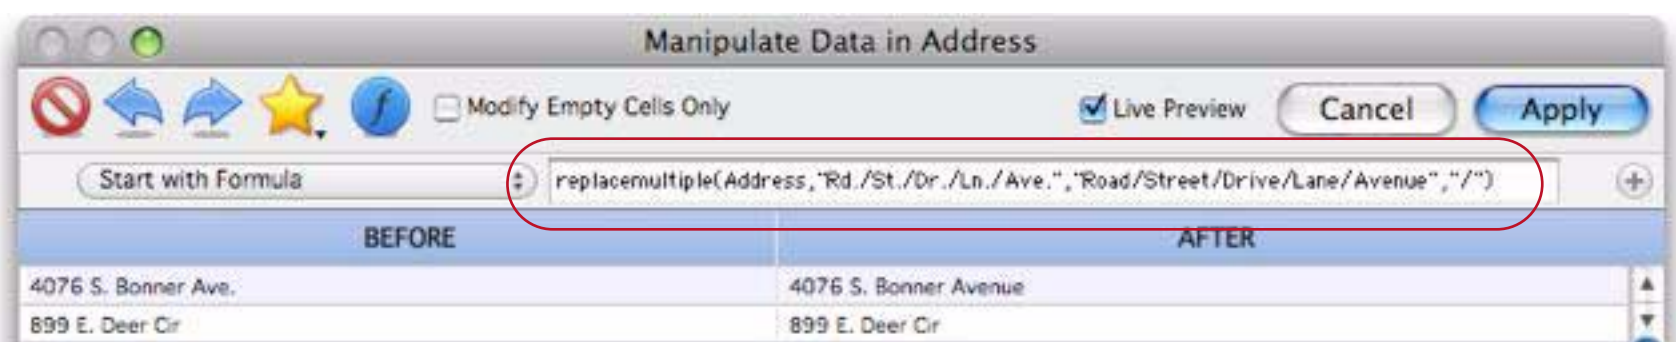 Manipulate Data in Address
f Modify Empty Cells Only Live Preview Cancel Apply
Start with Formula replacemultiple(Address,"Rd./St./Dr./Ln./Ave.","Road/Street/Drive/Lane/Avenue","/")
BEFORE AFTER
4076 S. Bonner Ave. 4076 S. Bonner Avenue
899 E. Deer Cir 899 E. Deer Cir